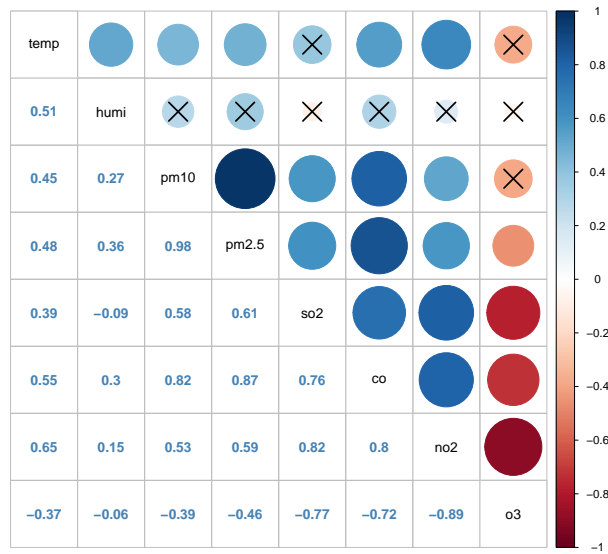 temp
0.51 humi
0.45 0.27 pm10
0.48 0.36 0.98 pm2.5
0.39 −0.09 0.58 0.61 so2
0.55 0.3 0.82 0.87 0.76 co
0.65 0.15 0.53 0.59 0.82 0.8 no2
−0.37 −0.06 −0.39 −0.46 −0.77 −0.72 −0.89 o3
1
0.8
0.6
0.4
0.2
0
−0.2
−0.4
−0.6
−0.8
−1